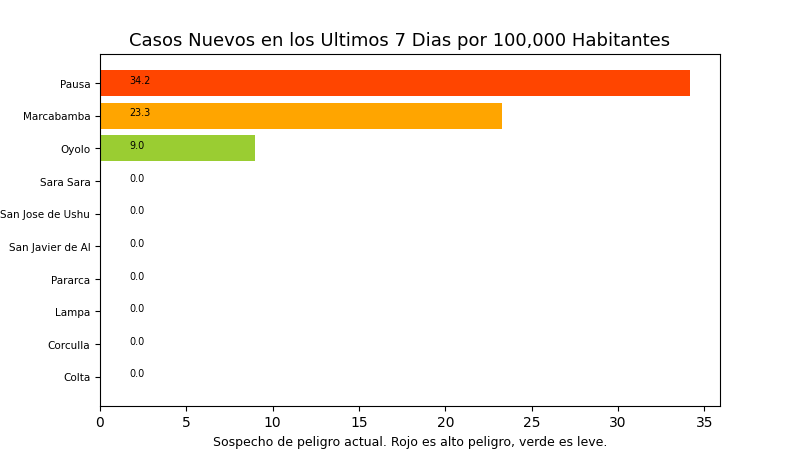 Casos Nuevos en los Ultimos 7 Dias por 100,000 Habitantes
Pausa 34.2
Marcabamba 23.3
Oyolo 9.0
Sara Sara 0.0
San Jose de Ushu 0.0
San Javier de Al 0.0
Pararca 0.0
Lampa 0.0
Corculla 0.0
Colta 0.0
0 5 10 15 20 25 30 35
Sospecho de peligro actual. Rojo es alto peligro, verde es leve.